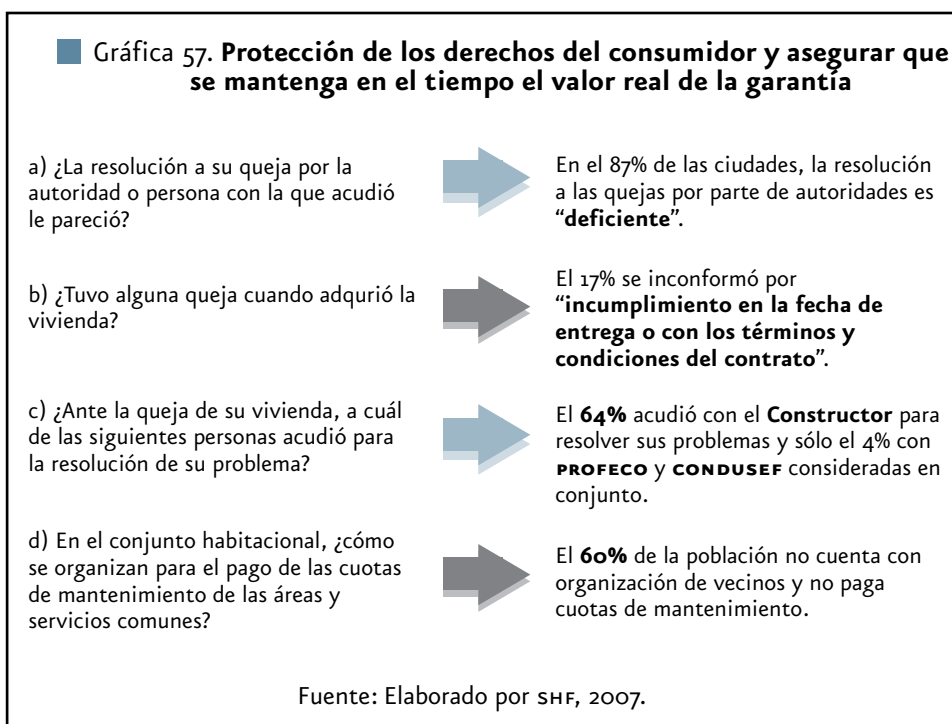 Gráfica 57. Protección de los derechos del consumidor y asegurar que
se mantenga en el tiempo el valor real de la garantía
a) ¿La resolución a su queja por la
autoridad o persona con la que acudió
le pareció?
En el 87% de las ciudades, la resolución
a las quejas por parte de autoridades es
“deficiente”.
b) ¿Tuvo alguna queja cuando adqurió la
vivienda?
El 17% se inconformó por
“incumplimiento en la fecha de
entrega o con los términos y
condiciones del contrato”.
c) ¿Ante la queja de su vivienda, a cuál
de las siguientes personas acudió para
la resolución de su problema?
El 64% acudió con el Constructor para
resolver sus problemas y sólo el 4% con
PROFECO y CONDUSEF consideradas en
conjunto.
d) En el conjunto habitacional, ¿cómo
se organizan para el pago de las cuotas
de mantenimiento de las áreas y
servicios comunes?
El 60% de la población no cuenta con
organización de vecinos y no paga
cuotas de mantenimiento.
Fuente: Elaborado por SHF, 2007.